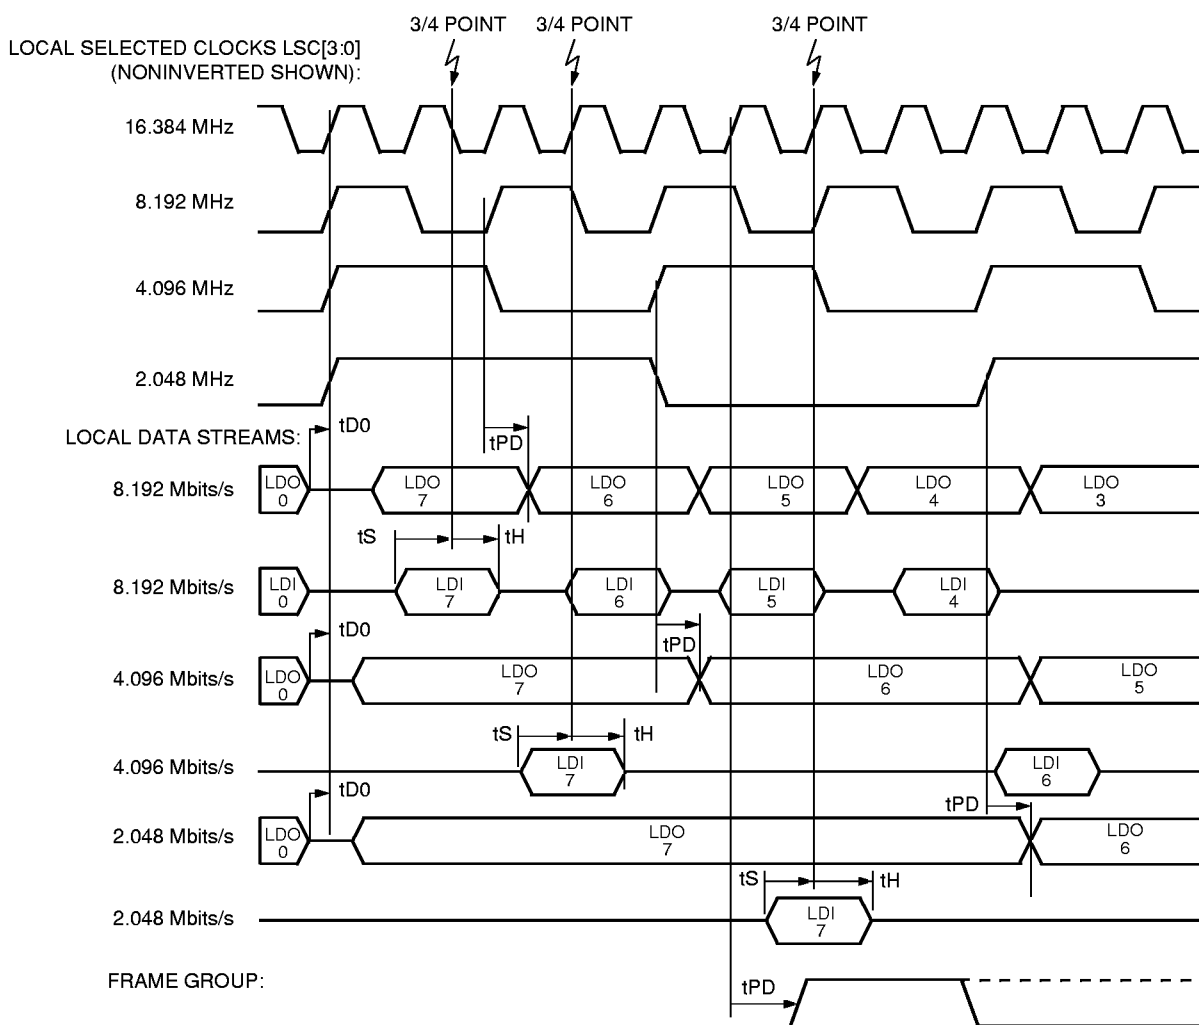 3/4 POINT 3/4 POINT 3/4 POINT
LOCAL SELECTED CLOCKS LSC[3:0]
(NONINVERTED SHOWN):
16.384 MHz
8.192 MHz
4.096 MHz
2.048 MHz
tD0
LOCAL DATA STREAMS:
tPD
8.192 Mbits/s
LDO
0
LDO
7
LDO
6
LDO
5
LDO
4
LDO
3
tS
tH
8.192 Mbits/s
LDI
0
LDI
7
LDI
6
LDI
5
LDI
4
tD0
tPD
4.096 Mbits/s
LDO
0
LDO
7
LDO
6
LDO
5
tS
tH
4.096 Mbits/s
LDI
7
LDI
6
tD0
tPD
2.048 Mbits/s
LDO
0
LDO
7
LDO
6
tS
tH
2.048 Mbits/s
LDI
7
FRAME GROUP:
tPD